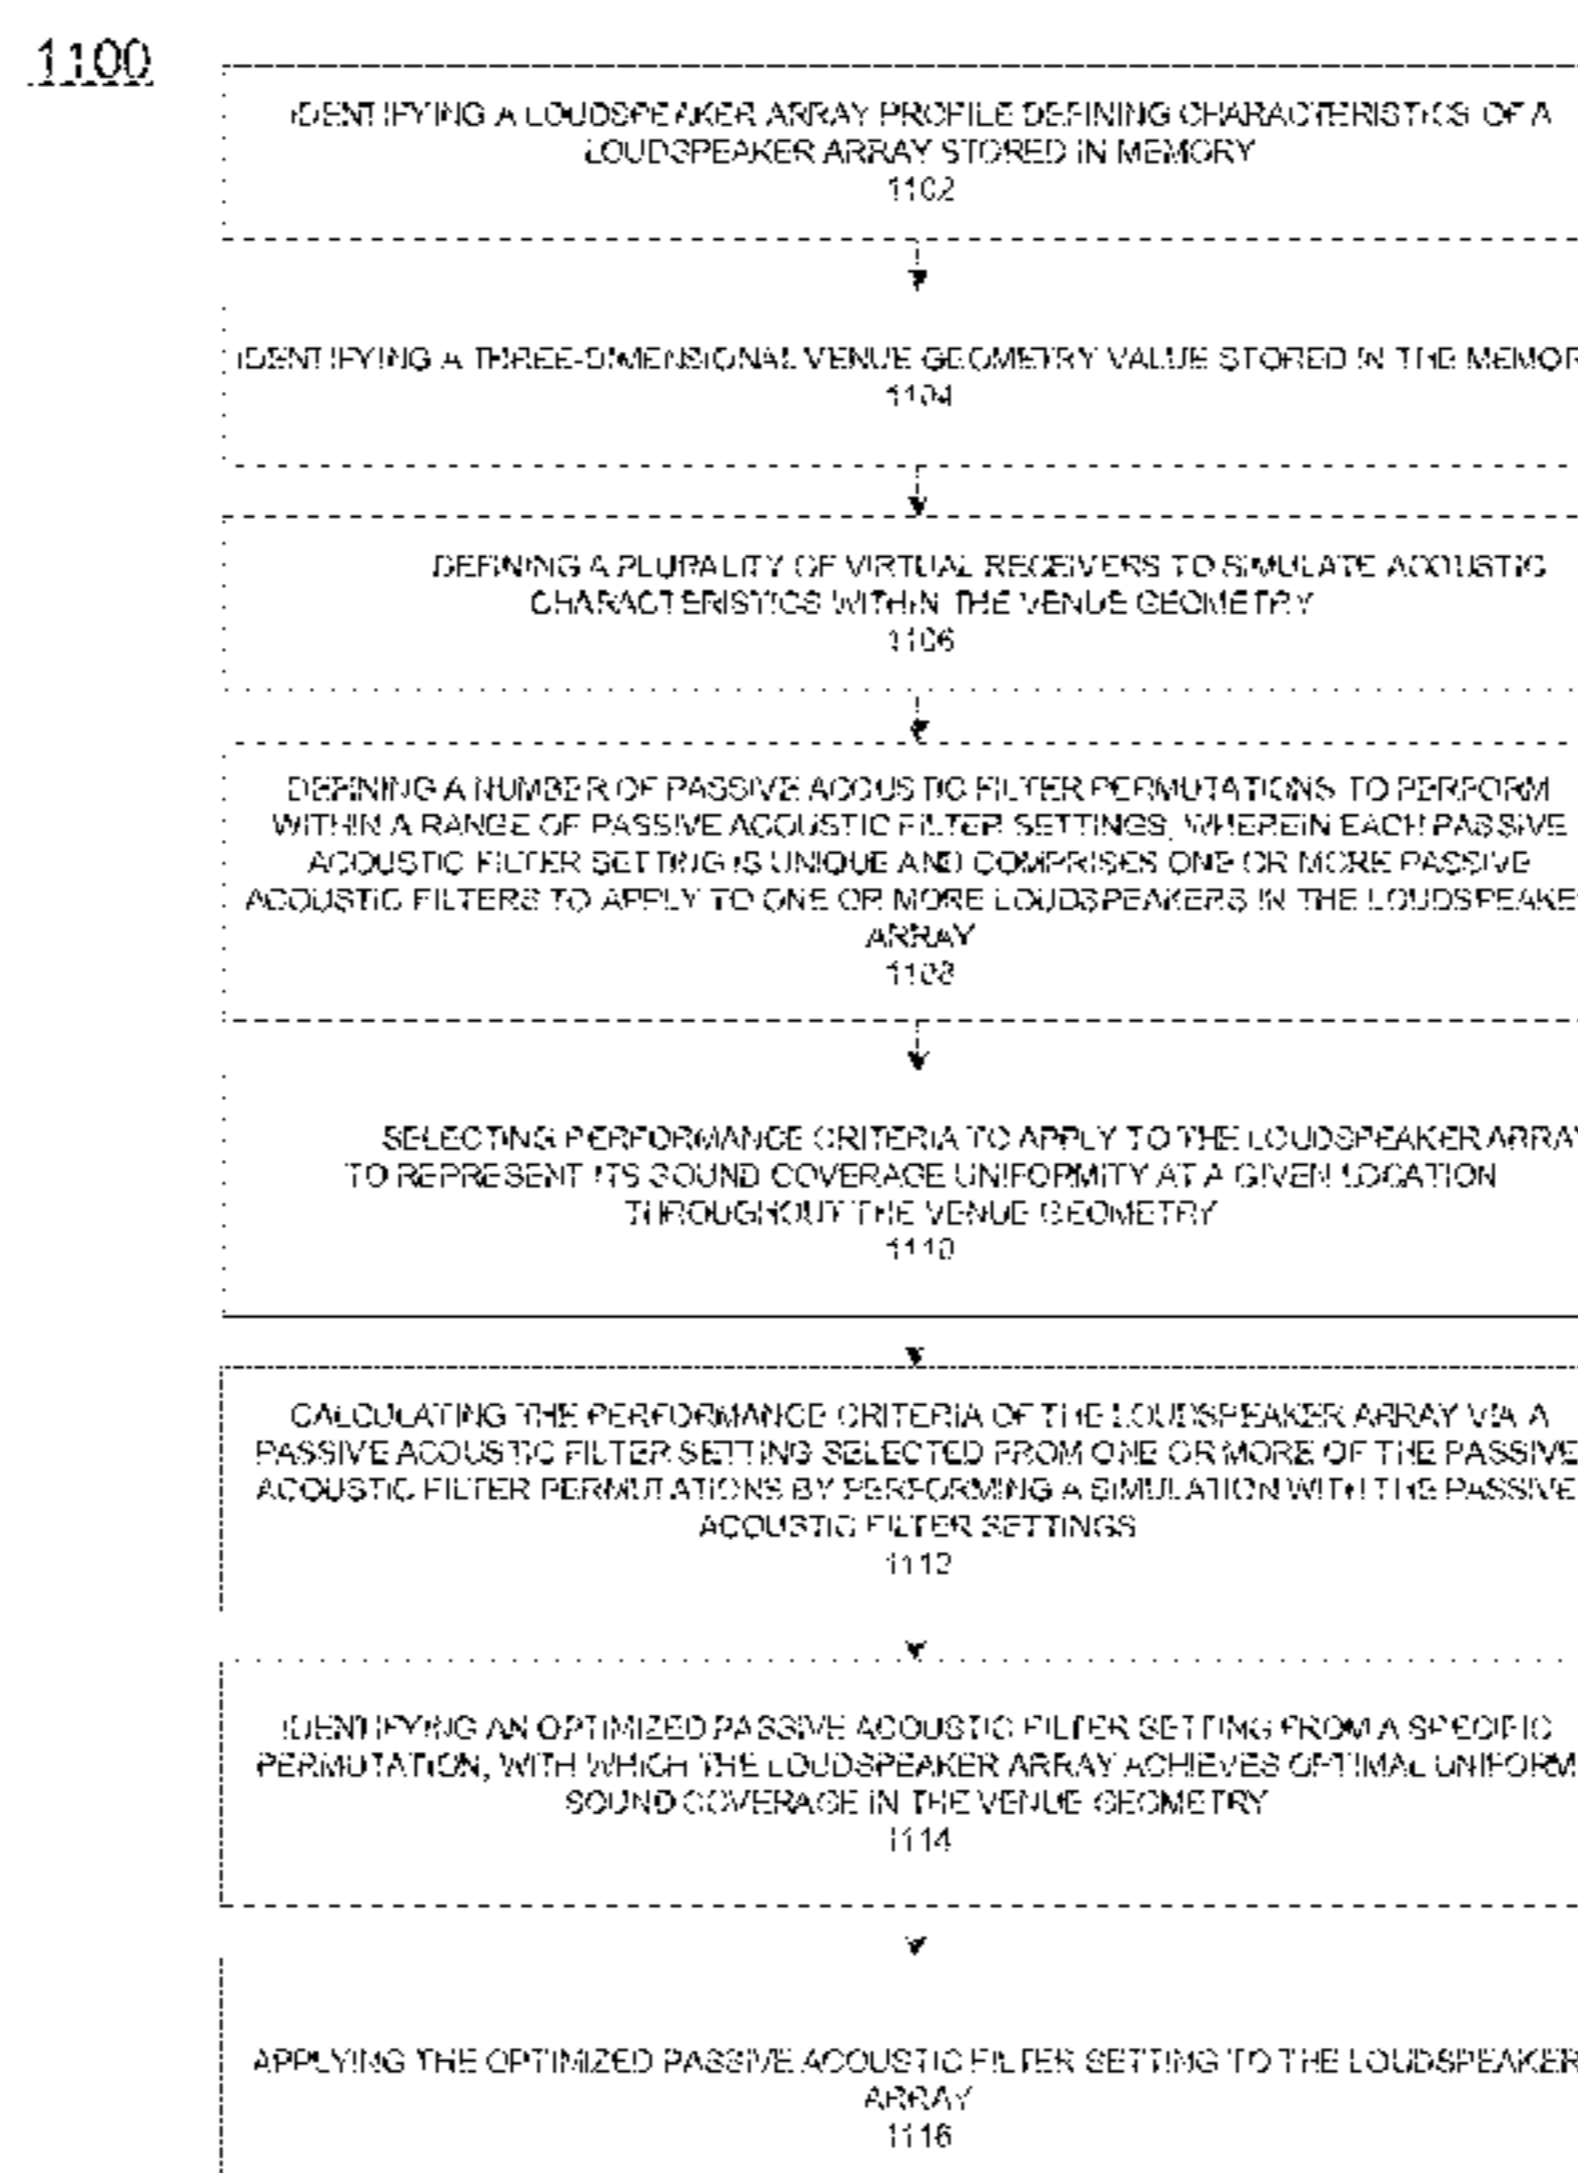 1100
IDENTIFYING A LOUDSPEAKER ARRAY PROFILE DEFINING CHARACTERISTICS OF A
LOUDSPEAKER ARRAY STORED IN MEMORY
1102
IDENTIFYING A THREE-DIMENSIONAL VENUE GEOMETRY VALUE STORED IN THE MEMOR
1104
DEFINING A PLURALITY OF VIRTUAL RECEIVERS TO SIMULATE ACOUSTIC
CHARACTERISTICS WITHIN THE VENUE GEOMETRY
1106
DEFINING A NUMBER OF PASSIVE ACOUSTIC FILTER PERMUTATIONS TO PERFORM
WITHIN A RANGE OF PASSIVE ACOUSTIC FILTER SETTINGS, WHEREIN EACH PASSIVE
ACOUSTIC FILTER SETTING IS UNIQUE AND COMPRISES ONE OR MORE PASSIVE
ACOUSTIC FILTERS TO APPLY TO ONE OR MORE LOUDSPEAKERS IN THE LOUDSPEAKE
ARRAY
1108
SELECTING PERFORMANCE CRITERIA TO APPLY TO THE LOUDSPEAKER ARRAY
TO REPRESENT ITS SOUND COVERAGE UNIFORMITY AT A GIVEN LOCATION
THROUGHOUT THE VENUE GEOMETRY
1110
CALCULATING THE PERFORMANCE CRITERIA OF THE LOUDSPEAKER ARRAY VIA A
PASSIVE ACOUSTIC FILTER SETTING SELECTED FROM ONE OR MORE OF THE PASSIVE
ACOUSTIC FILTER PERMUTATIONS BY PERFORMING A SIMULATION WITH THE PASSIVE
ACOUSTIC FILTER SETTINGS
1112
IDENTIFYING AN OPTIMIZED PASSIVE ACOUSTIC FILTER SETTING FROM A SPECIFIC
PERMUTATION, WITH WHICH THE LOUDSPEAKER ARRAY ACHIEVES OPTIMAL UNIFORM
SOUND COVERAGE IN THE VENUE GEOMETRY
1114
APPLYING THE OPTIMIZED PASSIVE ACOUSTIC FILTER SETTING TO THE LOUDSPEAKER
ARRAY
1116